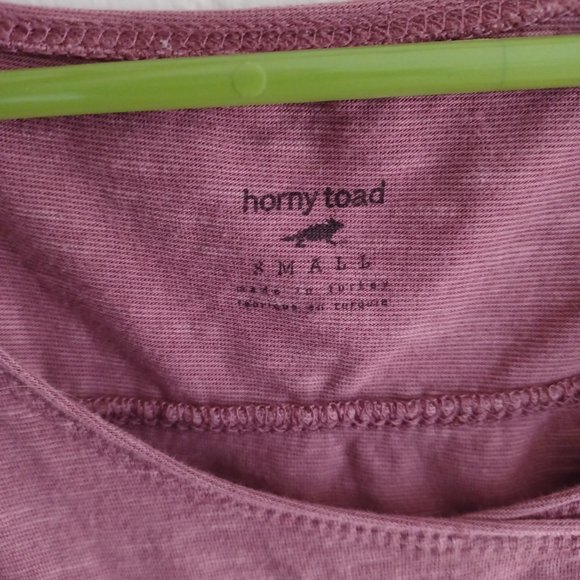 horny toad
SMALL
made in turkey
fabriqué en turquie